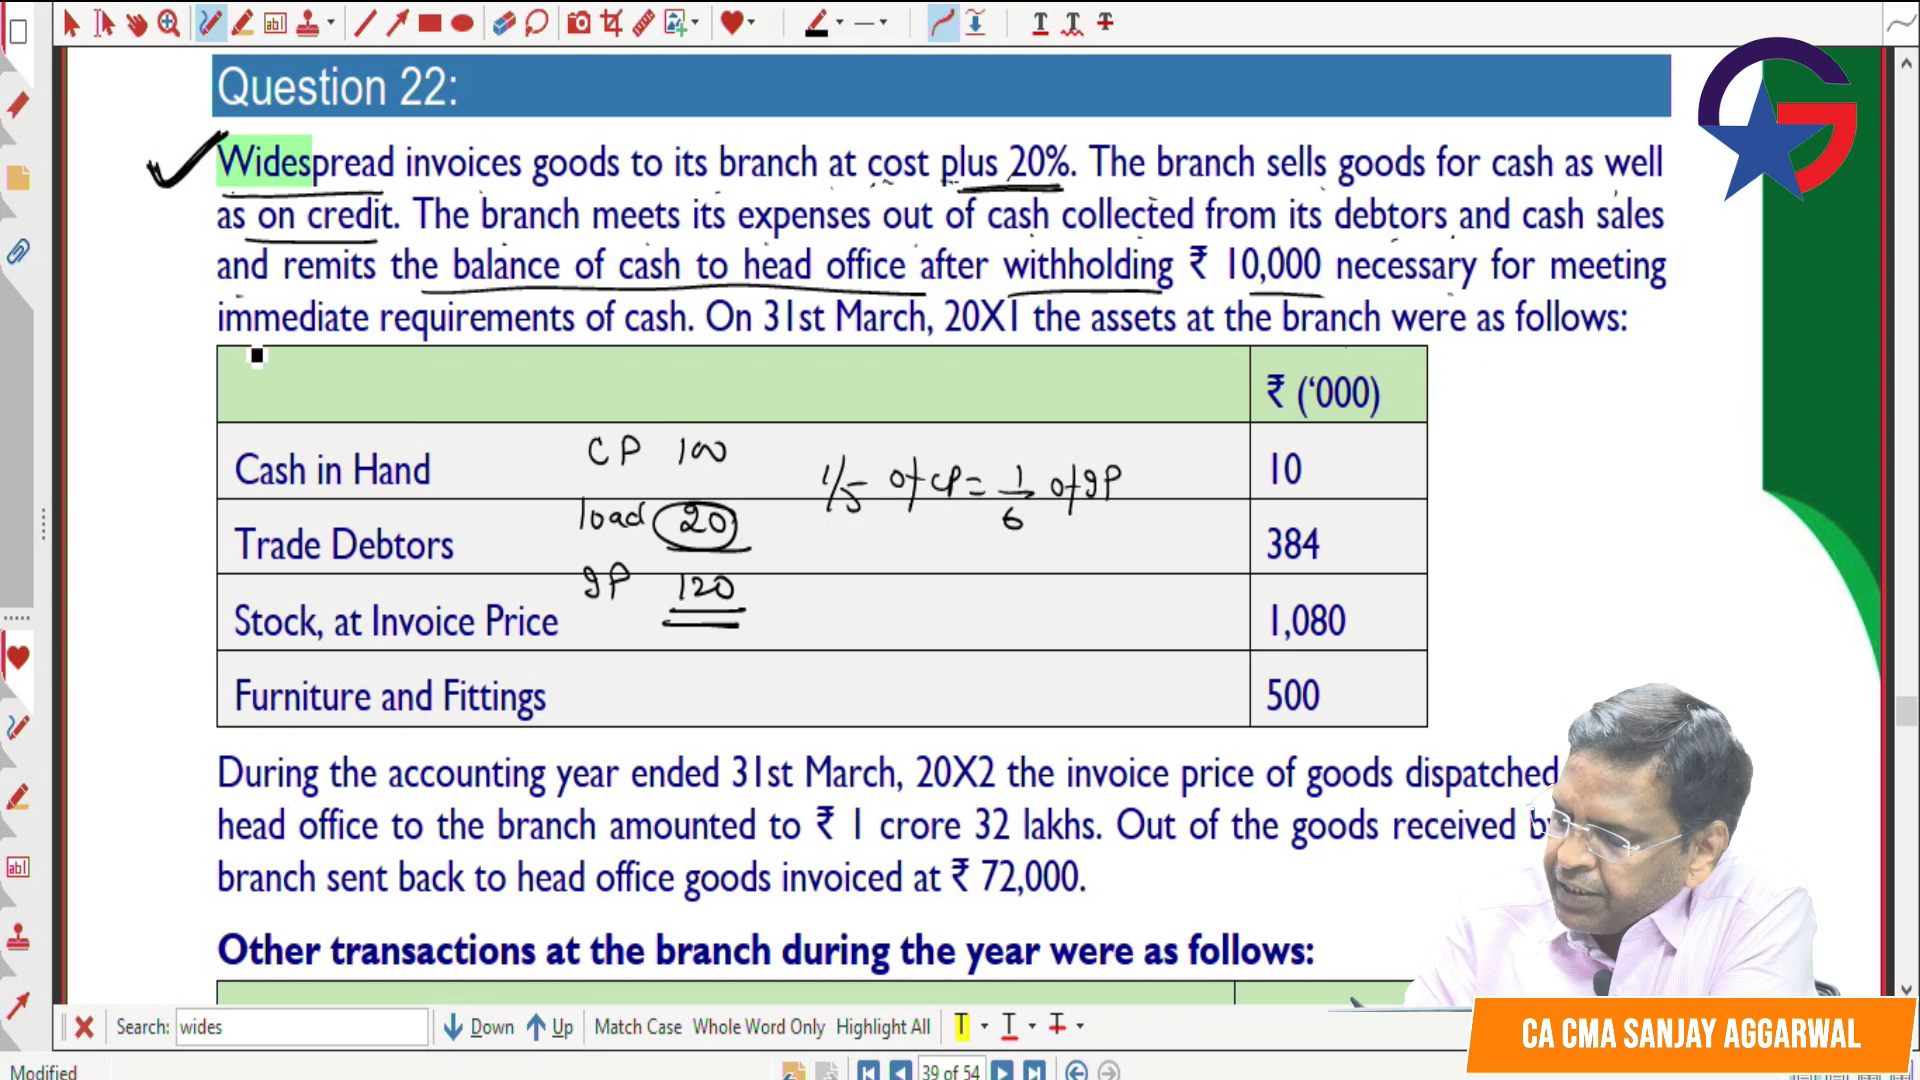 Question 22:
Widespread invoices goods to its branch at cost plus 20%. The branch sells goods for cash as well
as on credit. The branch meets its expenses out of cash collected from its debtors and cash sales
and remits the balance of cash to head office after withholding ₹ 10,000 necessary for meeting
immediate requirements of cash. On 31st March, 20X1 the assets at the branch were as follows:
₹ ('000)
Cash in Hand 10
Trade Debtors 384
Stock, at Invoice Price 1,080
Furniture and Fittings 500
CP 100
load 20
IP 120
1/5 of CP = 1/6 of IP
During the accounting year ended 31st March, 20X2 the invoice price of goods dispatched
head office to the branch amounted to ₹ 1 crore 32 lakhs. Out of the goods received
branch sent back to head office goods invoiced at ₹ 72,000.
Other transactions at the branch during the year were as follows:
Search: wides Down Up Match Case Whole Word Only Highlight All
Modified 39 of 54
CA CMA SANJAY AGGARWAL